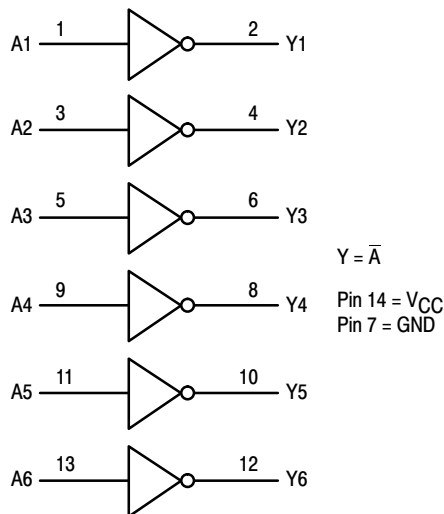 A1 1 2 Y1
A2 3 4 Y2
A3 5 6 Y3
Y = A̅
A4 9 8 Y4
Pin 14 = VCC
Pin 7 = GND
A5 11 10 Y5
A6 13 12 Y6